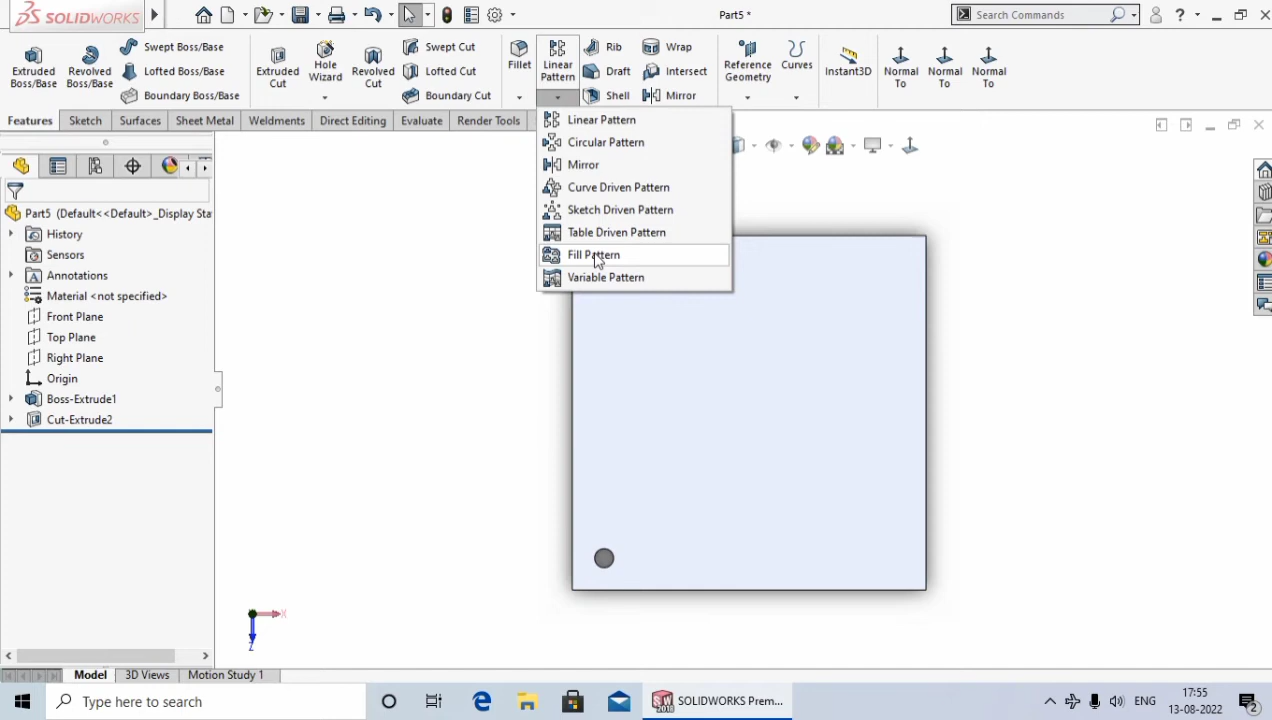 SOLIDWORKS
Part5 *
Search Commands
?
Extruded Boss/Base
Revolved Boss/Base
Swept Boss/Base
Lofted Boss/Base
Boundary Boss/Base
Extruded Cut
Hole Wizard
Revolved Cut
Swept Cut
Lofted Cut
Boundary Cut
Fillet
Linear Pattern
Rib
Draft
Shell
Wrap
Intersect
Mirror
Reference Geometry
Curves
Instant3D
Normal To
Normal To
Normal To
Features
Sketch
Surfaces
Sheet Metal
Weldments
Direct Editing
Evaluate
Render Tools
Linear Pattern
Circular Pattern
Mirror
Curve Driven Pattern
Sketch Driven Pattern
Table Driven Pattern
Fill Pattern
Variable Pattern
Part5 (Default<<Default>_Display Sta
History
Sensors
Annotations
Material <not specified>
Front Plane
Top Plane
Right Plane
Origin
Boss-Extrude1
Cut-Extrude2
X
Z
Model
3D Views
Motion Study 1
Type here to search
SOLIDWORKS Prem...
ENG
17:55
13-08-2022
2